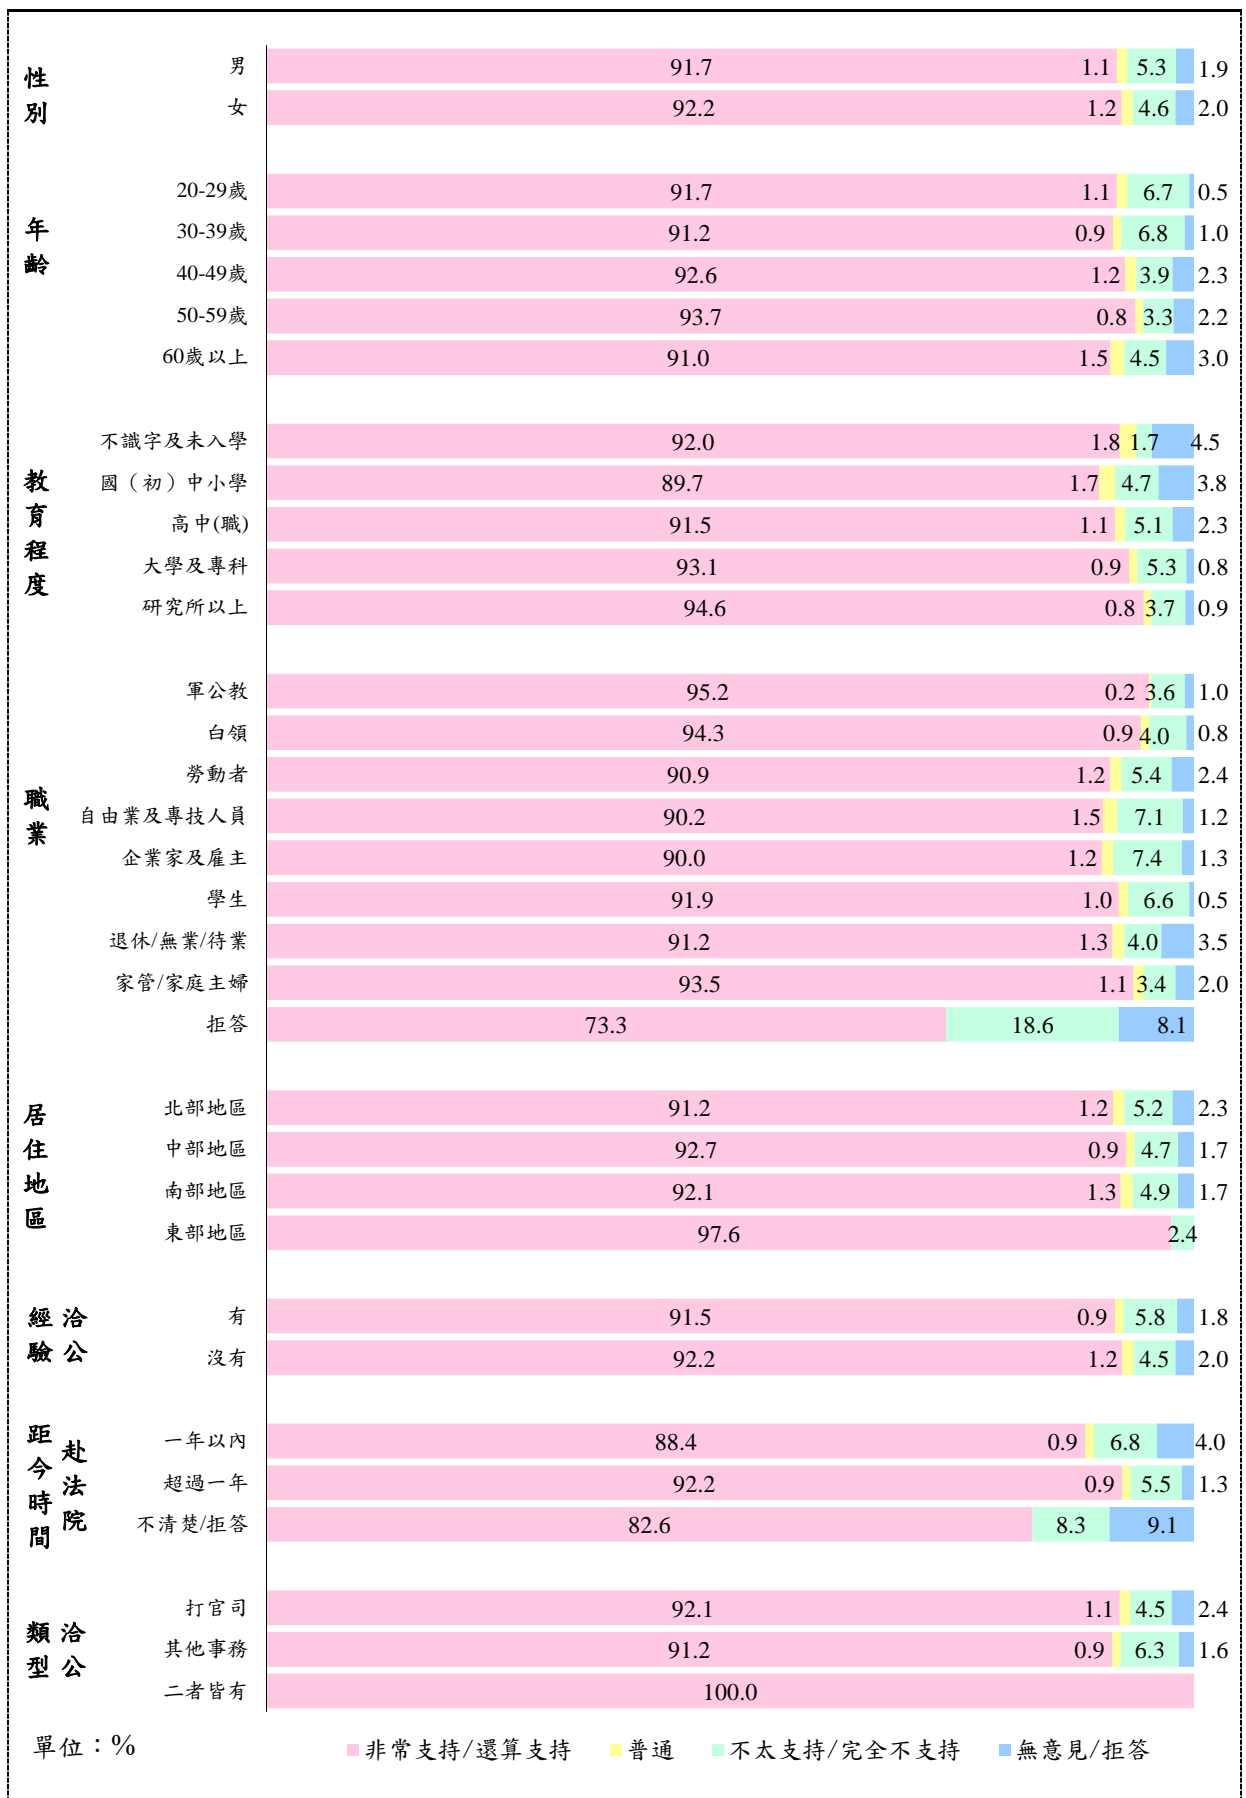 性別
男 91.7 1.1 5.3 1.9
女 92.2 1.2 4.6 2.0
年齡
20-29歲 91.7 1.1 6.7 0.5
30-39歲 91.2 0.9 6.8 1.0
40-49歲 92.6 1.2 3.9 2.3
50-59歲 93.7 0.8 3.3 2.2
60歲以上 91.0 1.5 4.5 3.0
教育程度
不識字及未入學 92.0 1.8 1.7 4.5
國（初）中小學 89.7 1.7 4.7 3.8
高中(職) 91.5 1.1 5.1 2.3
大學及專科 93.1 0.9 5.3 0.8
研究所以上 94.6 0.8 3.7 0.9
職業
軍公教 95.2 0.2 3.6 1.0
白領 94.3 0.9 4.0 0.8
勞動者 90.9 1.2 5.4 2.4
自由業及專技人員 90.2 1.5 7.1 1.2
企業家及雇主 90.0 1.2 7.4 1.3
學生 91.9 1.0 6.6 0.5
退休/無業/待業 91.2 1.3 4.0 3.5
家管/家庭主婦 93.5 1.1 3.4 2.0
拒答 73.3 18.6 8.1
居住地區
北部地區 91.2 1.2 5.2 2.3
中部地區 92.7 0.9 4.7 1.7
南部地區 92.1 1.3 4.9 1.7
東部地區 97.6 2.4
洽公
經驗
有 91.5 0.9 5.8 1.8
沒有 92.2 1.2 4.5 2.0
赴法院
距今時間
一年以內 88.4 0.9 6.8 4.0
超過一年 92.2 0.9 5.5 1.3
不清楚/拒答 82.6 8.3 9.1
洽公
類型
打官司 92.1 1.1 4.5 2.4
其他事務 91.2 0.9 6.3 1.6
二者皆有 100.0
單位：% 非常支持/還算支持 普通 不太支持/完全不支持 無意見/拒答